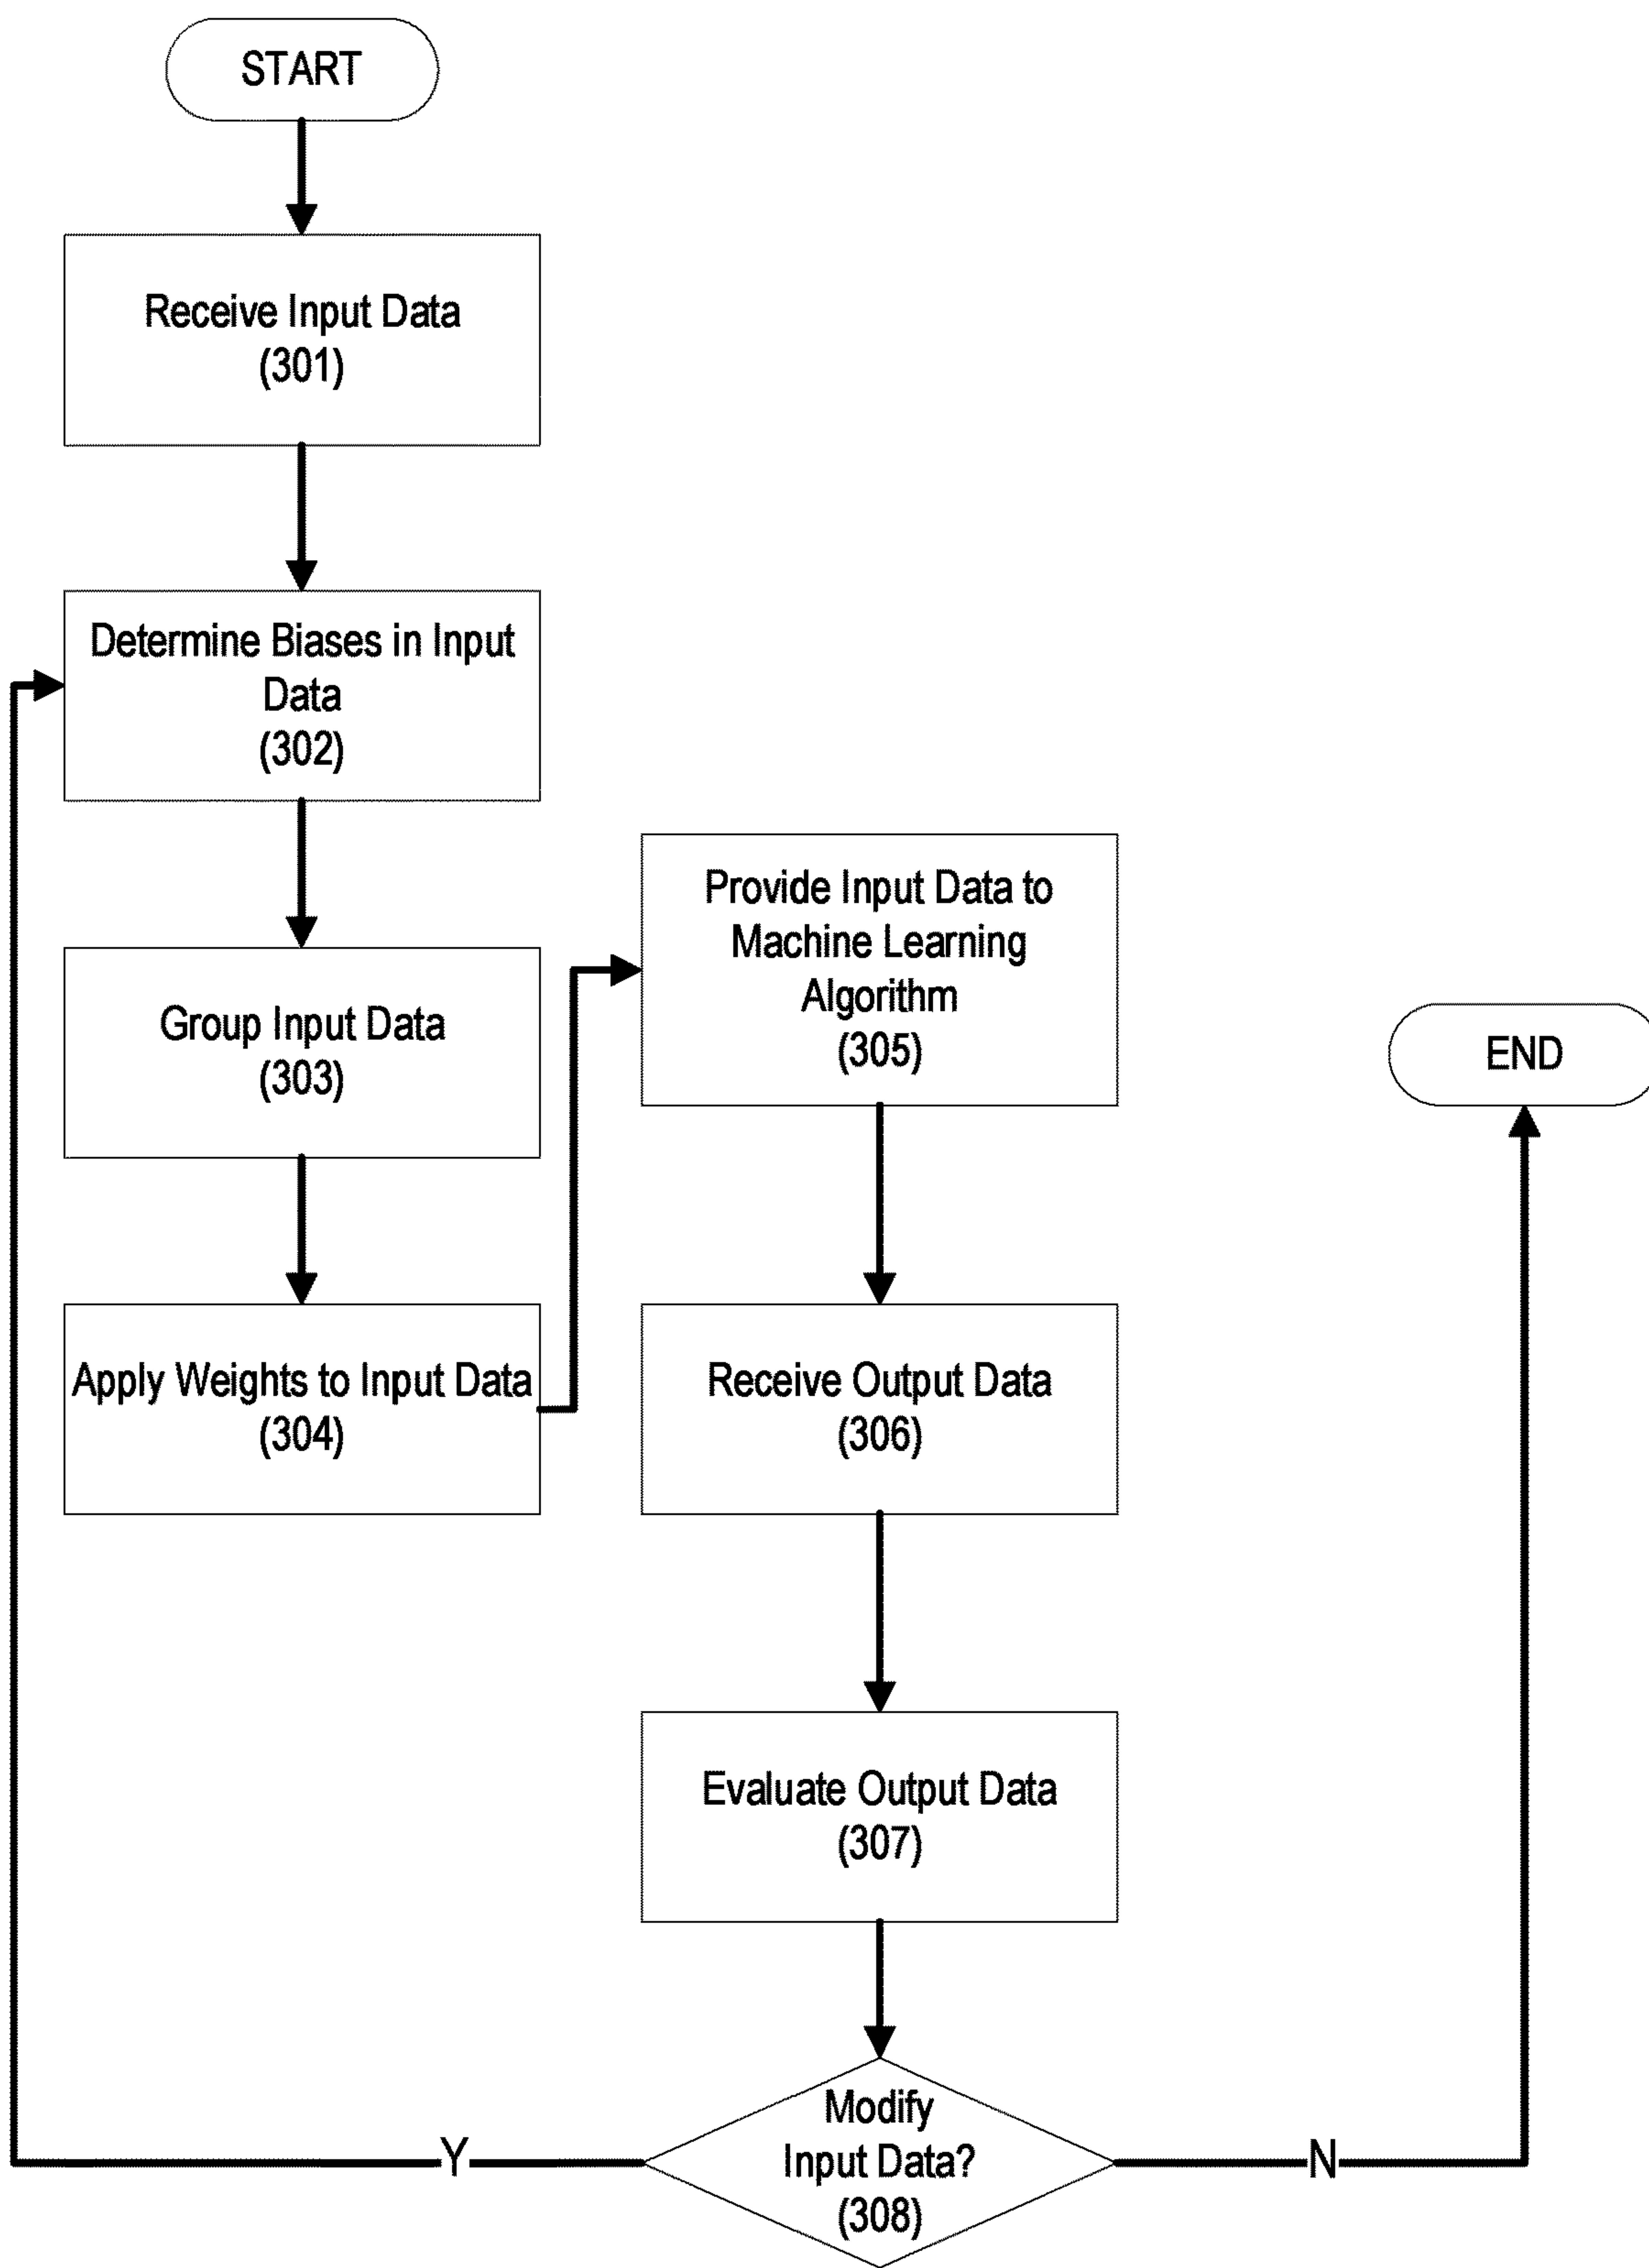 START
Receive Input Data
(301)
Determine Biases in Input
Data
(302)
Group Input Data
(303)
Apply Weights to Input Data
(304)
Provide Input Data to
Machine Learning
Algorithm
(305)
Receive Output Data
(306)
Evaluate Output Data
(307)
Modify
Input Data?
(308)
Y
N
END